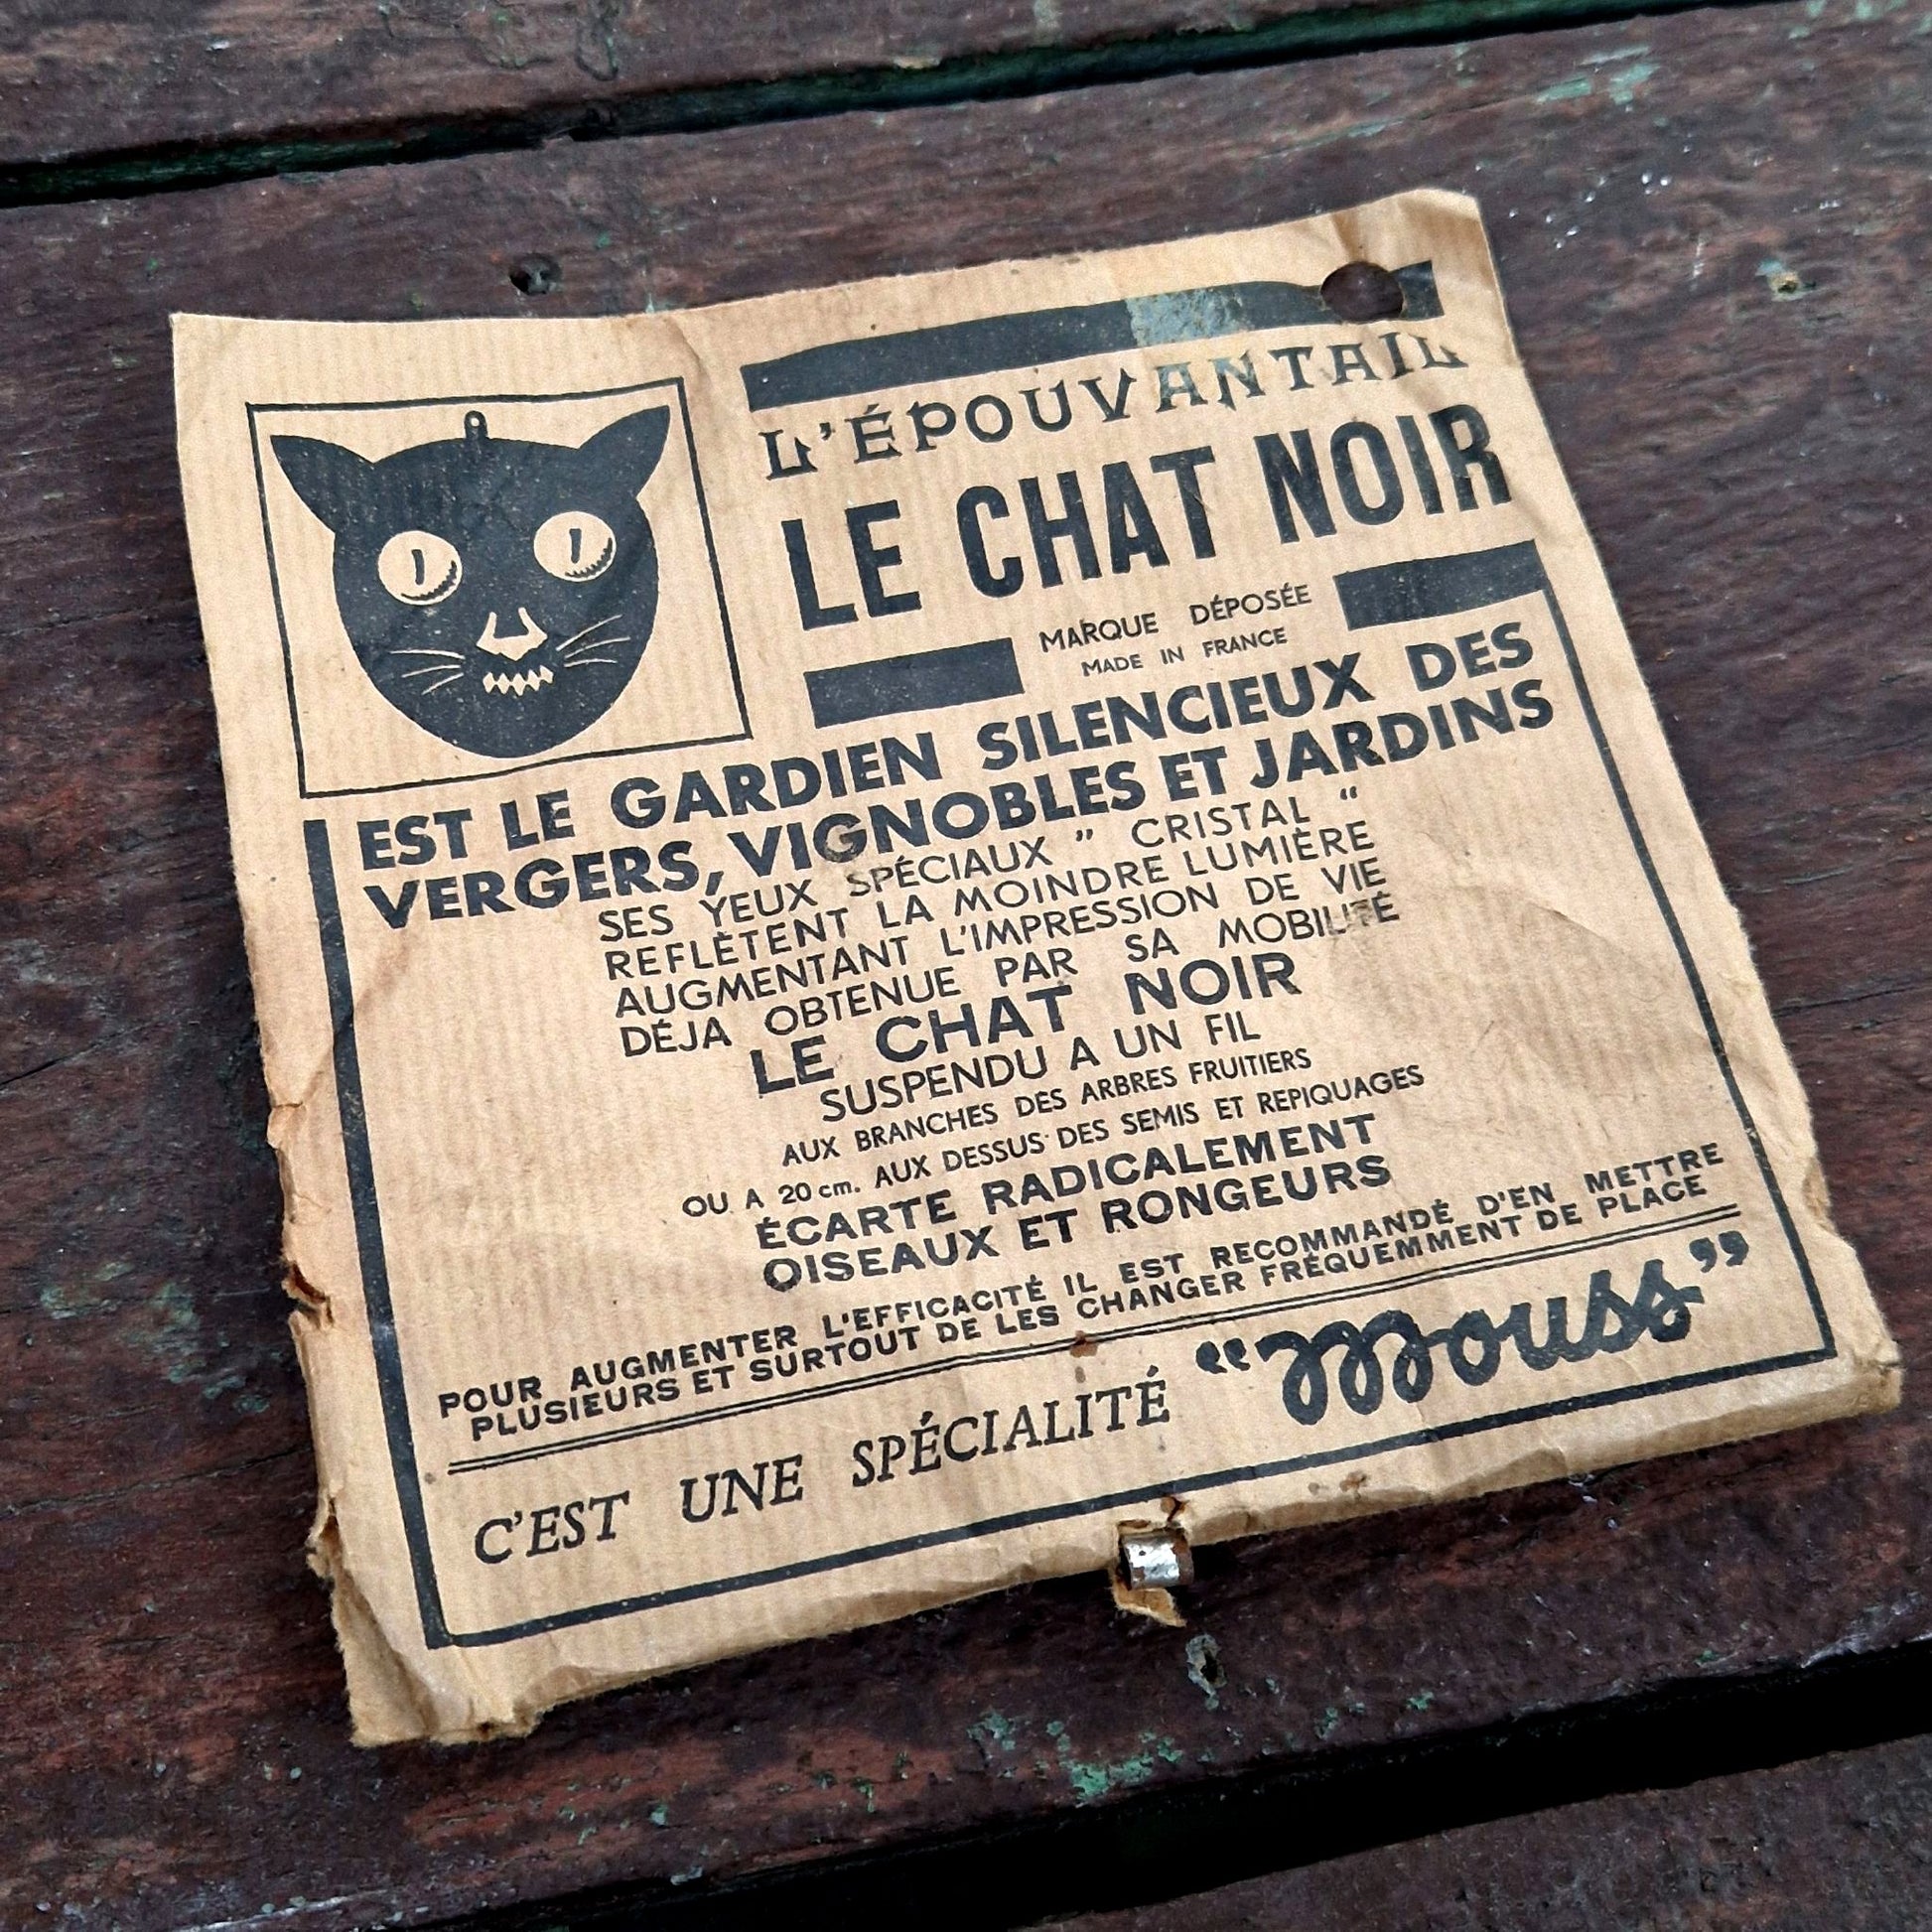 L'ÉPOUVANTAIL
LE CHAT NOIR
MARQUE DÉPOSÉE
MADE IN FRANCE
EST LE GARDIEN SILENCIEUX DES
VERGERS, VIGNOBLES ET JARDINS
SES YEUX SPÉCIAUX " CRISTAL "
REFLÈTENT LA MOINDRE LUMIÈRE
AUGMENTANT L'IMPRESSION DE VIE
DÉJA OBTENUE PAR SA MOBILITÉ
LE CHAT NOIR
SUSPENDU A UN FIL
AUX BRANCHES DES ARBRES FRUITIERS
OU A 20 cm. AUX DESSUS DES SEMIS ET REPIQUAGES
ÉCARTE RADICALEMENT
OISEAUX ET RONGEURS
POUR AUGMENTER L'EFFICACITÉ IL EST RECOMMANDÉ D'EN METTRE
PLUSIEURS ET SURTOUT DE LES CHANGER FRÉQUEMMENT DE PLACE
C'EST UNE SPÉCIALITÉ "Mouss"